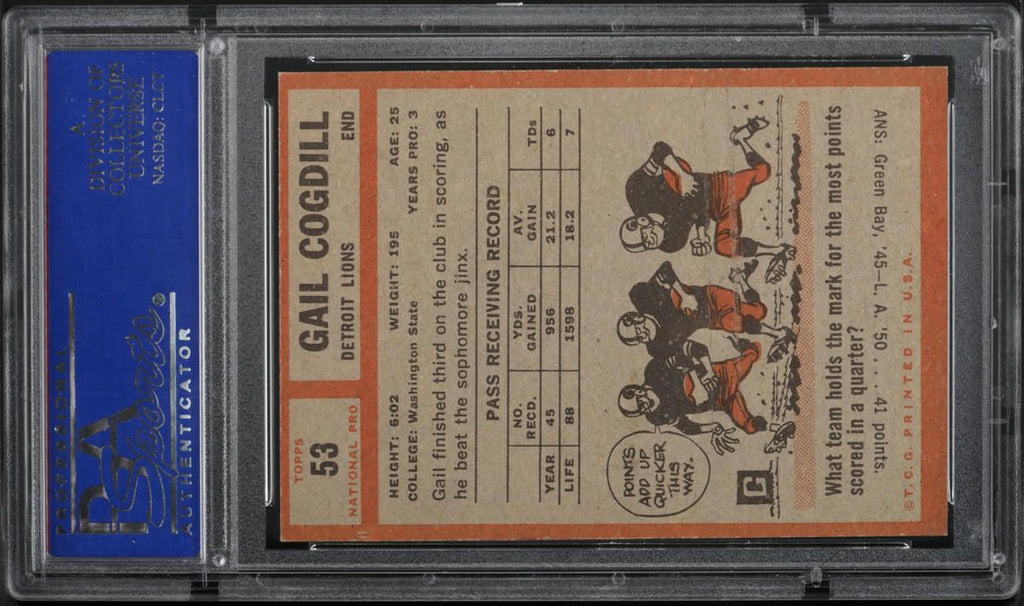 PROFESSIONAL
PSA
Sports ®
AUTHENTICATOR
A
DIVISION OF
COLLECTORS
UNIVERSE
NASDAQ: CLCT
TOPPS
53
NATIONAL PRO
GAIL COGDILL
DETROIT LIONS END
HEIGHT: 6:02 WEIGHT: 195 AGE: 25
COLLEGE: Washington State YEARS PRO: 3
Gail finished third on the club in scoring, as
he beat the sophomore jinx.
PASS RECEIVING RECORD
NO. RECD. YDS. GAINED AV. GAIN TDs
YEAR 45 956 21.2 6
LIFE 88 1598 18.2 7
POINTS
ADD UP
QUICKER
THIS
WAY.
G
What team holds the mark for the most points
scored in a quarter?
ANS: Green Bay, '45—L, A, '50 . . . . 41 points.
© T. C. G. PRINTED IN U.S.A.